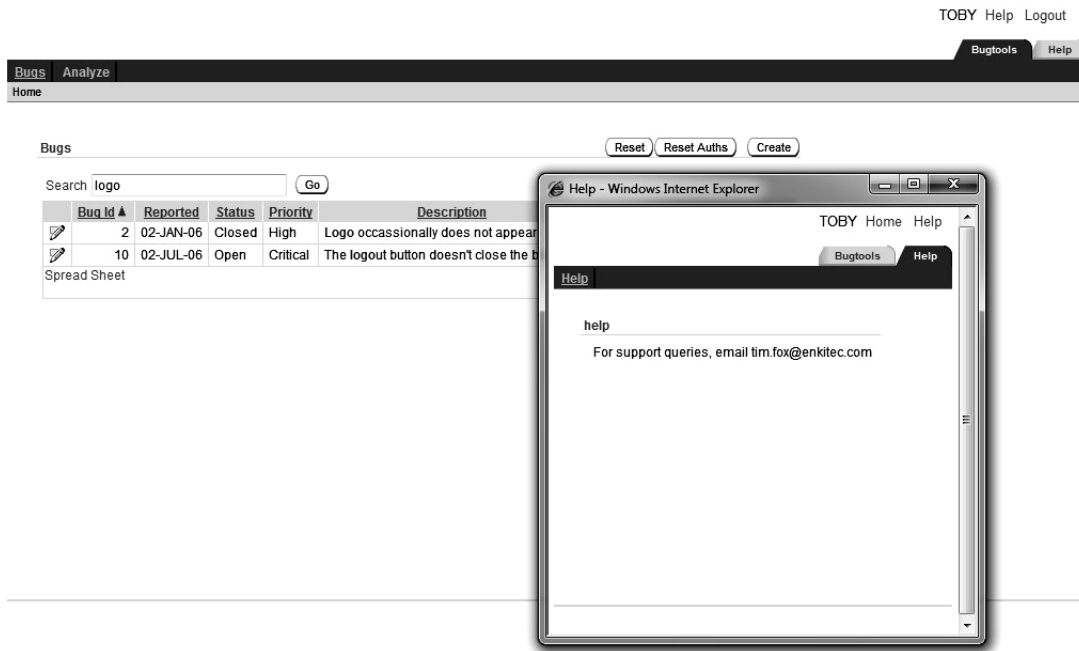 TOBY Help Logout
Bugtools Help
Bugs Analyze
Home
Bugs Reset Reset Auths Create
Search logo Go
Bug Id ▲ Reported Status Priority Description
2 02-JAN-06 Closed High Logo occassionally does not appear
10 02-JUL-06 Open Critical The logout button doesn't close the b
Spread Sheet
Help - Windows Internet Explorer
TOBY Home Help
Bugtools Help
Help
help
For support queries, email tim.fox@enkitec.com